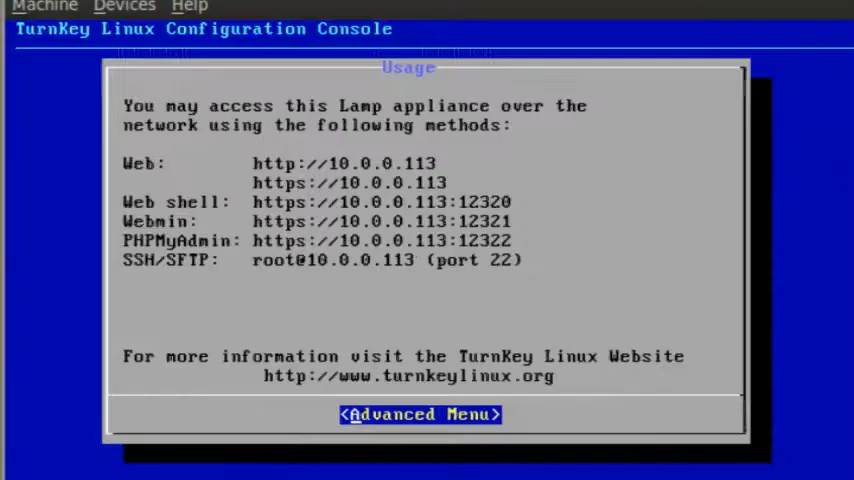 Machine Devices Help
TurnKey Linux Configuration Console
Usage
You may access this Lamp appliance over the
network using the following methods:
Web: http://10.0.0.113
https://10.0.0.113
Web shell: https://10.0.0.113:12320
Webmin: https://10.0.0.113:12321
PHPMyAdmin: https://10.0.0.113:12322
SSH/SFTP: root@10.0.0.113 (port 22)
For more information visit the TurnKey Linux Website
http://www.turnkeylinux.org
<Advanced Menu>